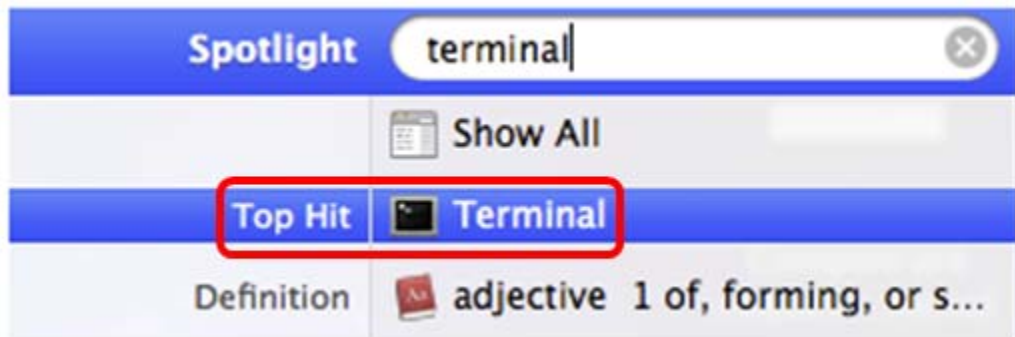 Spotlight terminal
Show All
Top Hit Terminal
Definition adjective 1 of, forming, or s...